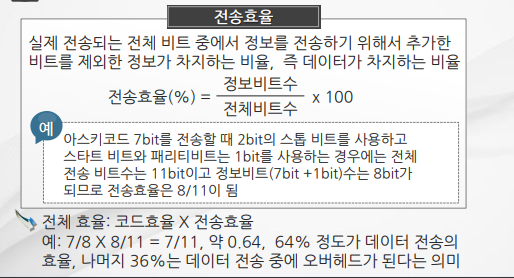 전송효율
실제 전송되는 전체 비트 중에서 정보를 전송하기 위해서 추가한
비트를 제외한 정보가 차지하는 비율, 즉 데이터가 차지하는 비율
전송효율(%) = 정보비트수 / 전체비트수 x 100
예
아스키코드 7bit를 전송할 때 2bit의 스톱 비트를 사용하고
스타트 비트와 패리티비트는 1bit를 사용하는 경우에는 전체
전송 비트수는 11bit이고 정보비트(7bit +1bit)수는 8bit가
되므로 전송효율은 8/11이 됨
전체 효율: 코드효율 X 전송효율
예: 7/8 X 8/11 = 7/11, 약 0.64, 64% 정도가 데이터 전송의
효율, 나머지 36%는 데이터 전송 중에 오버헤드가 된다는 의미